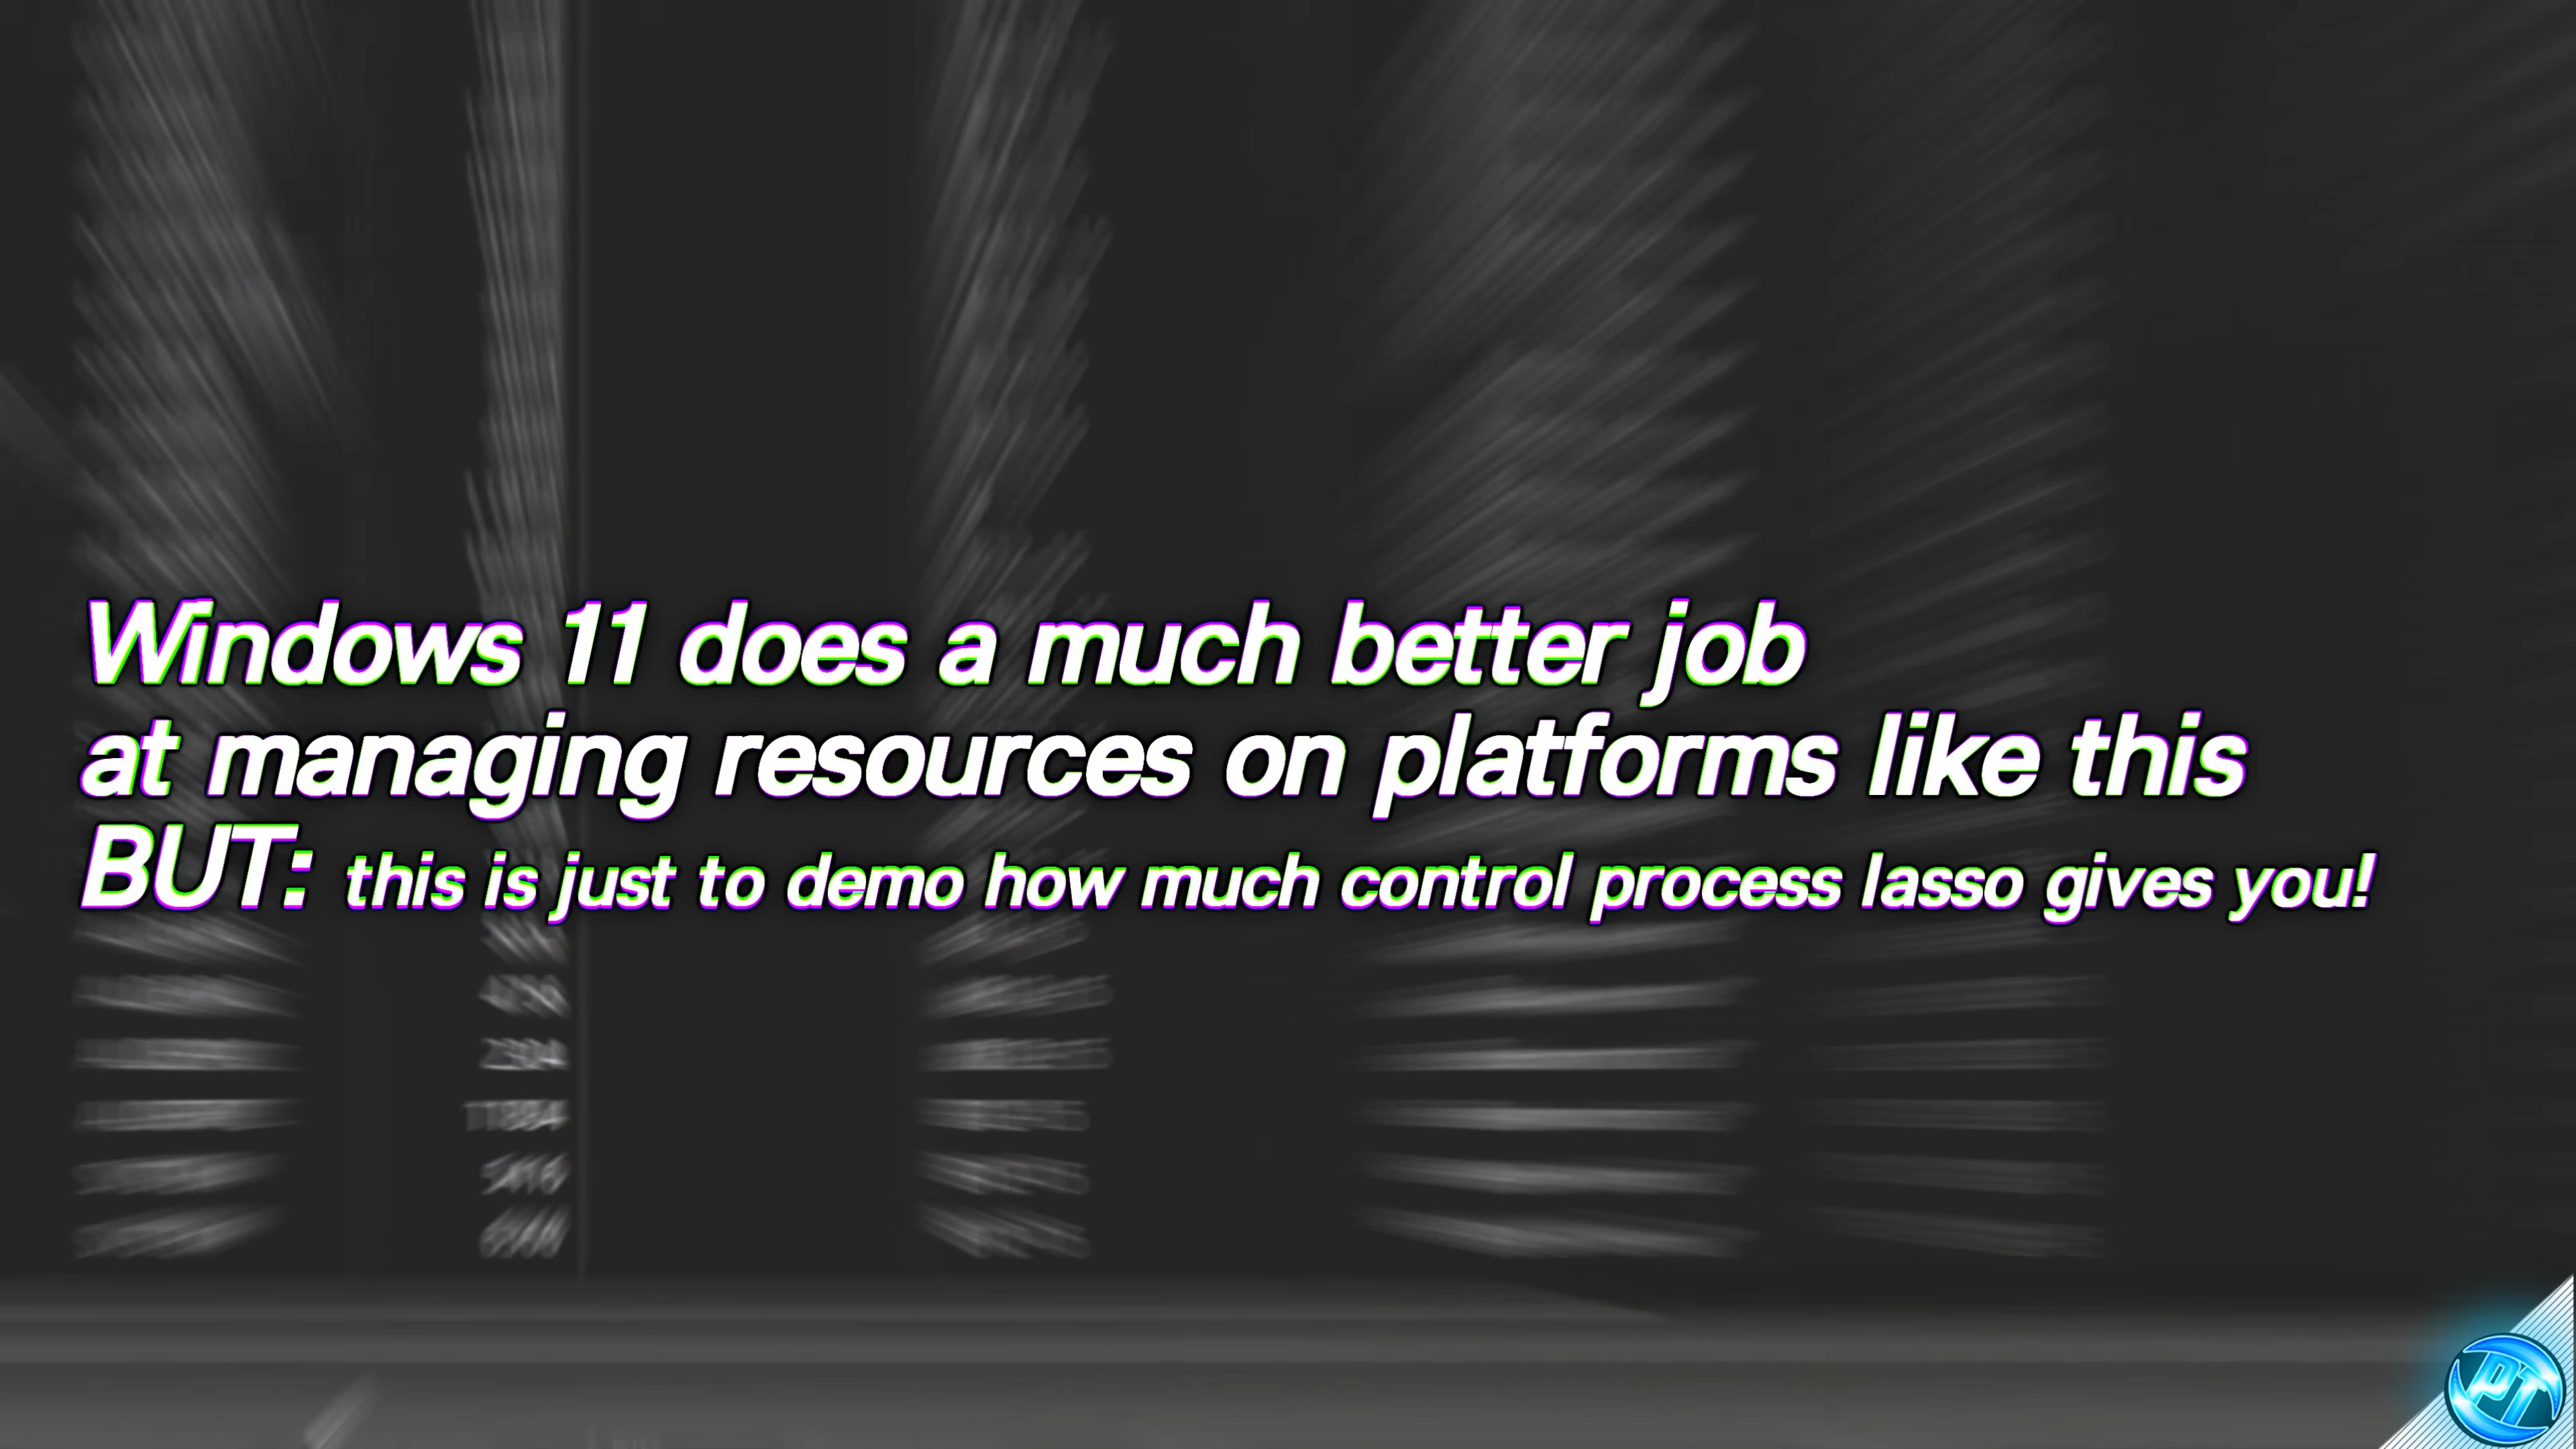 Windows 11 does a much better job
at managing resources on platforms like this
BUT: this is just to demo how much control process lasso gives you!
PT